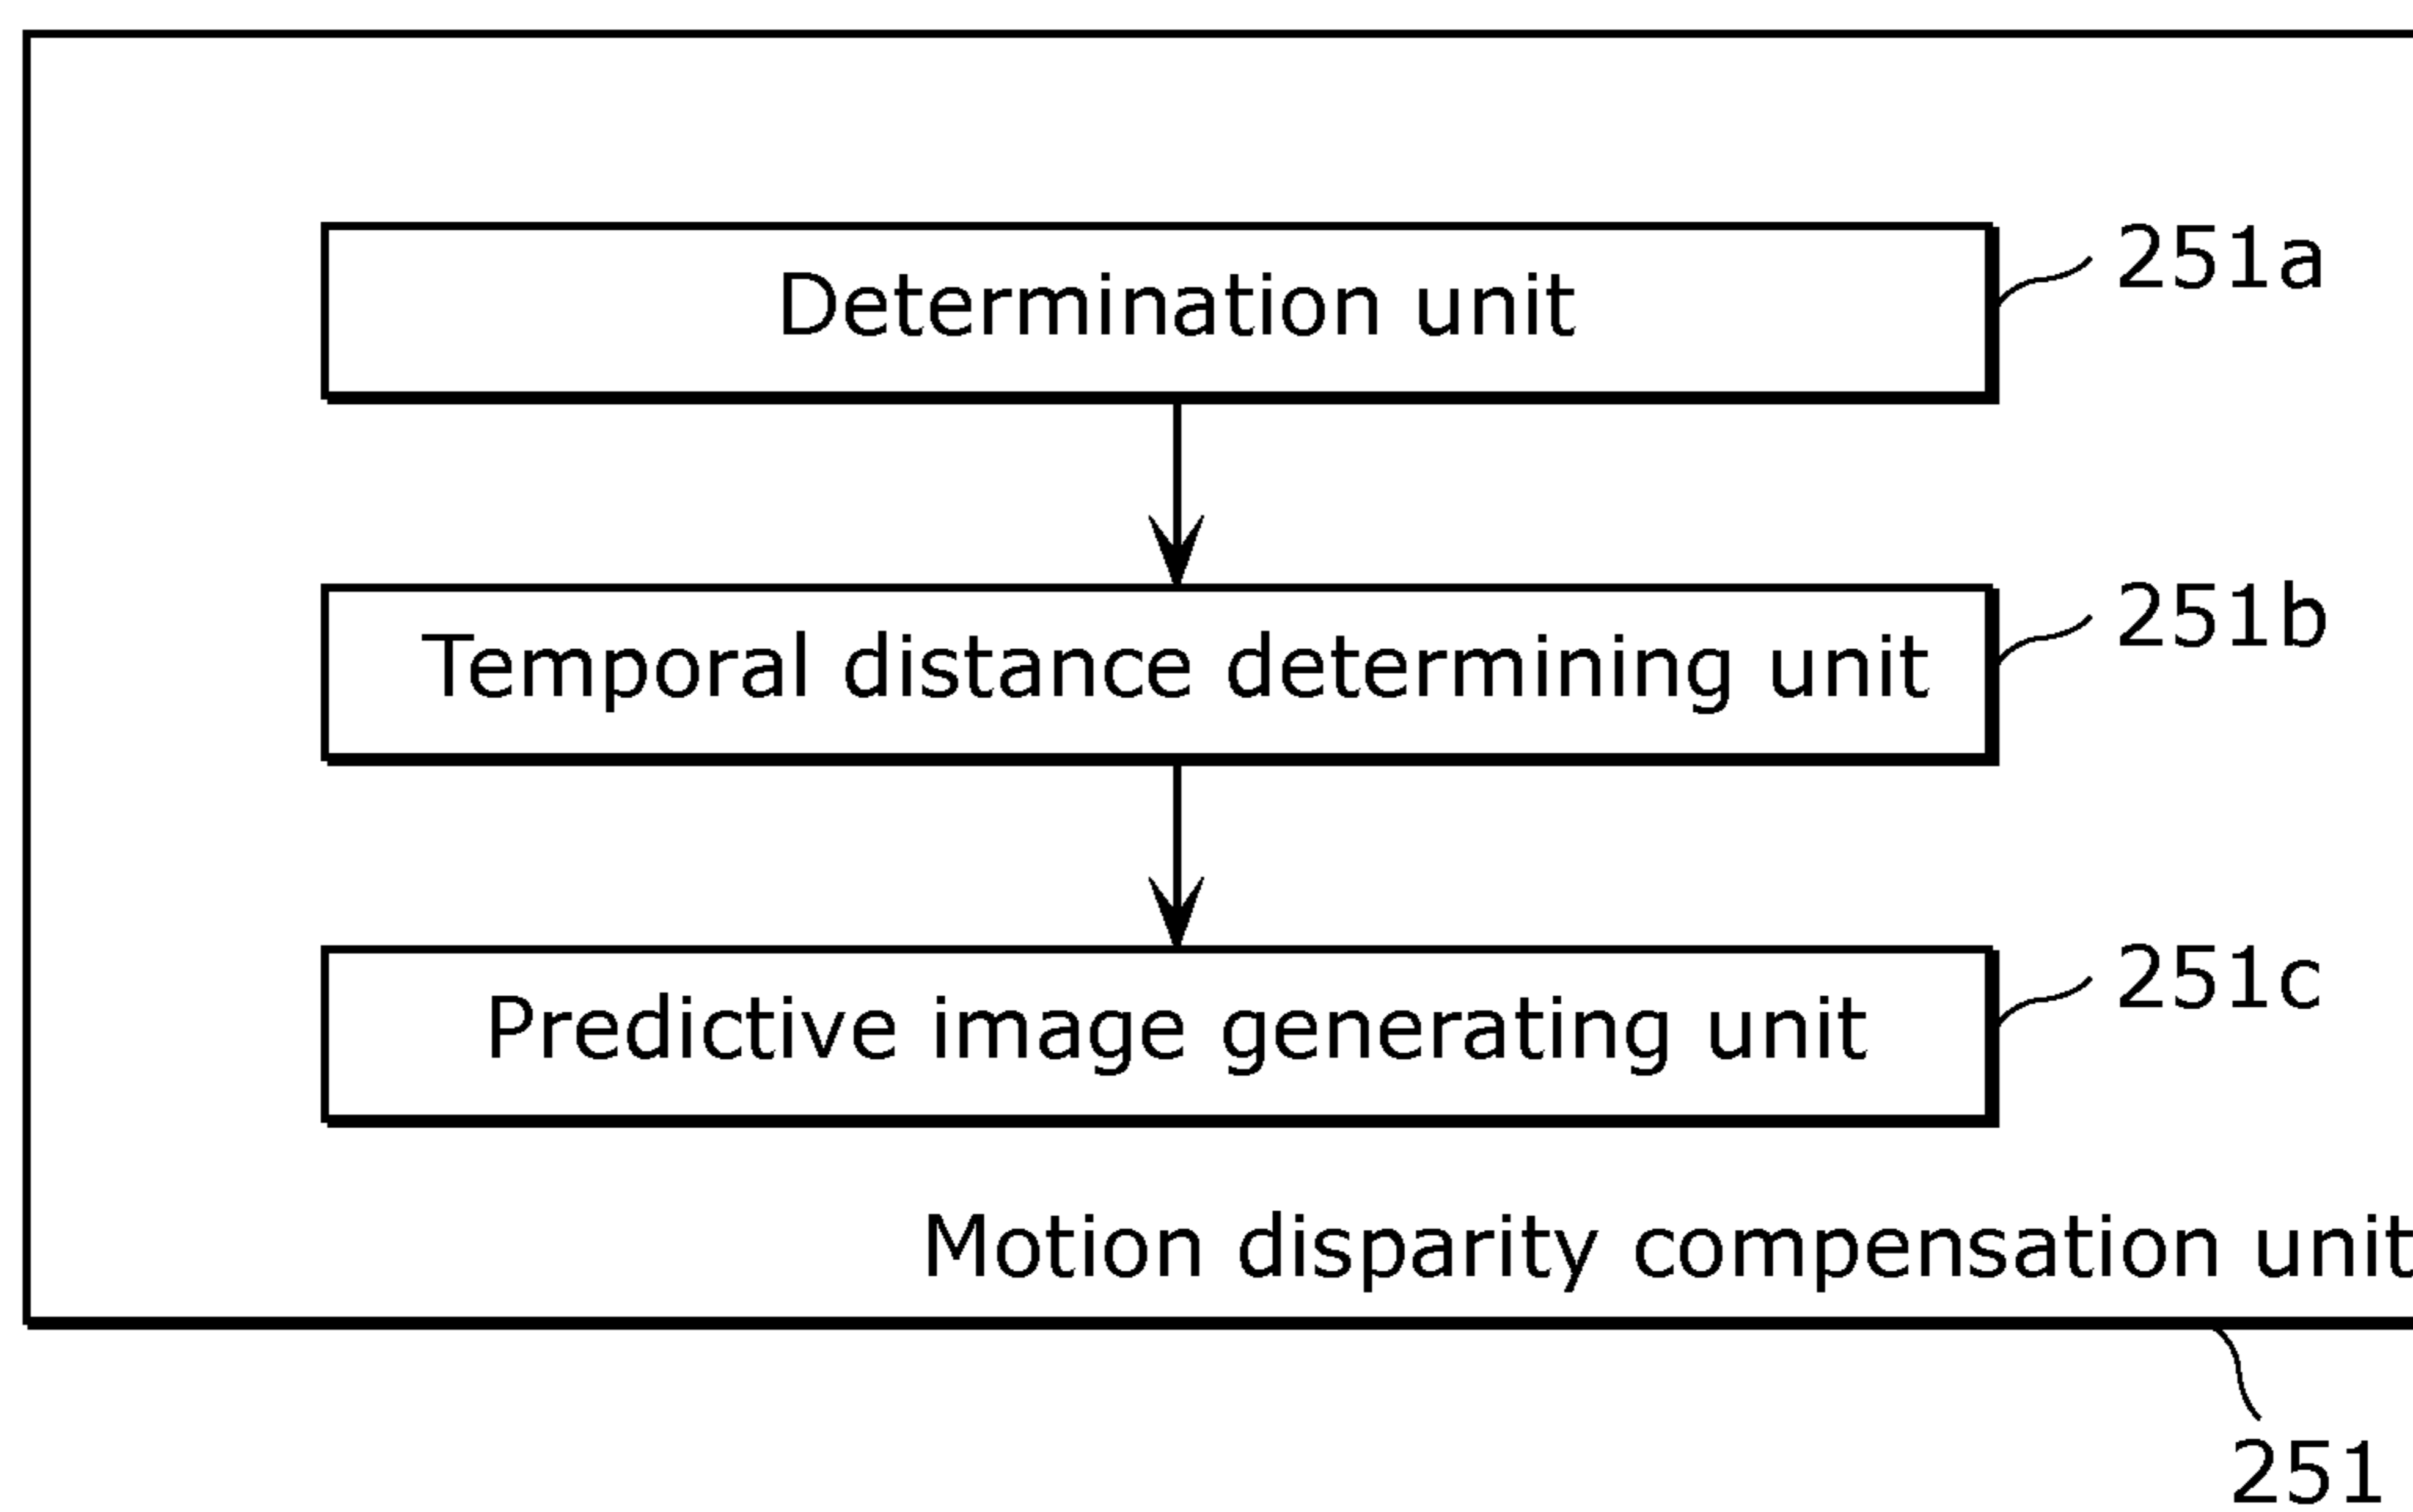 Determination unit
251a
Temporal distance determining unit
251b
Predictive image generating unit
251c
Motion disparity compensation unit
251